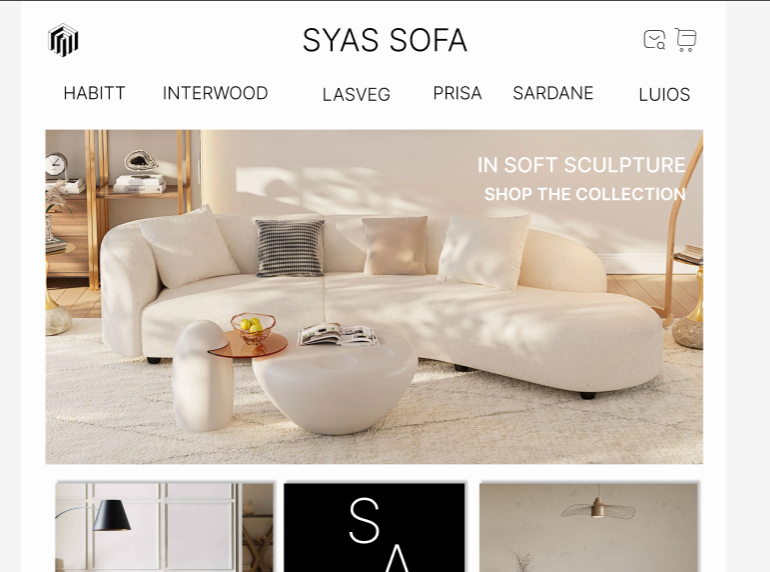 SYAS SOFA
HABITT INTERWOOD LASVEG PRISA SARDANE LUIOS
IN SOFT SCULPTURE
SHOP THE COLLECTION
S
A